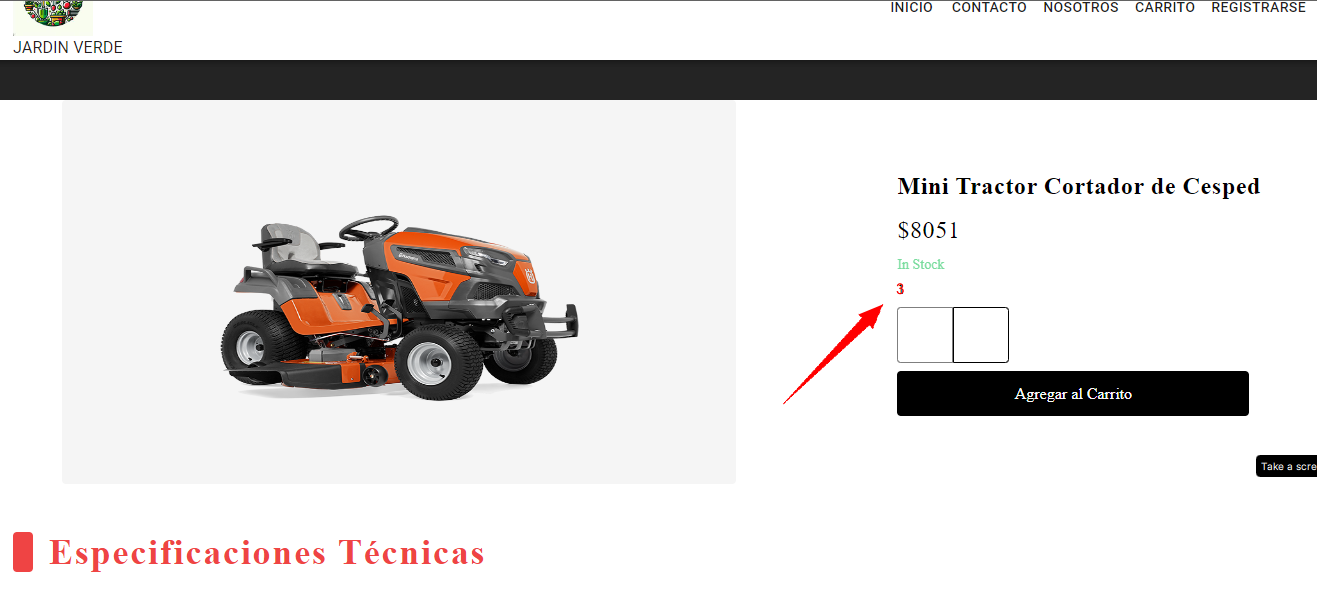 INICIO CONTACTO NOSOTROS CARRITO REGISTRARSE
JARDIN VERDE
Mini Tractor Cortador de Cesped
$8051
In Stock
3
Agregar al Carrito
Take a scre
Especificaciones Técnicas